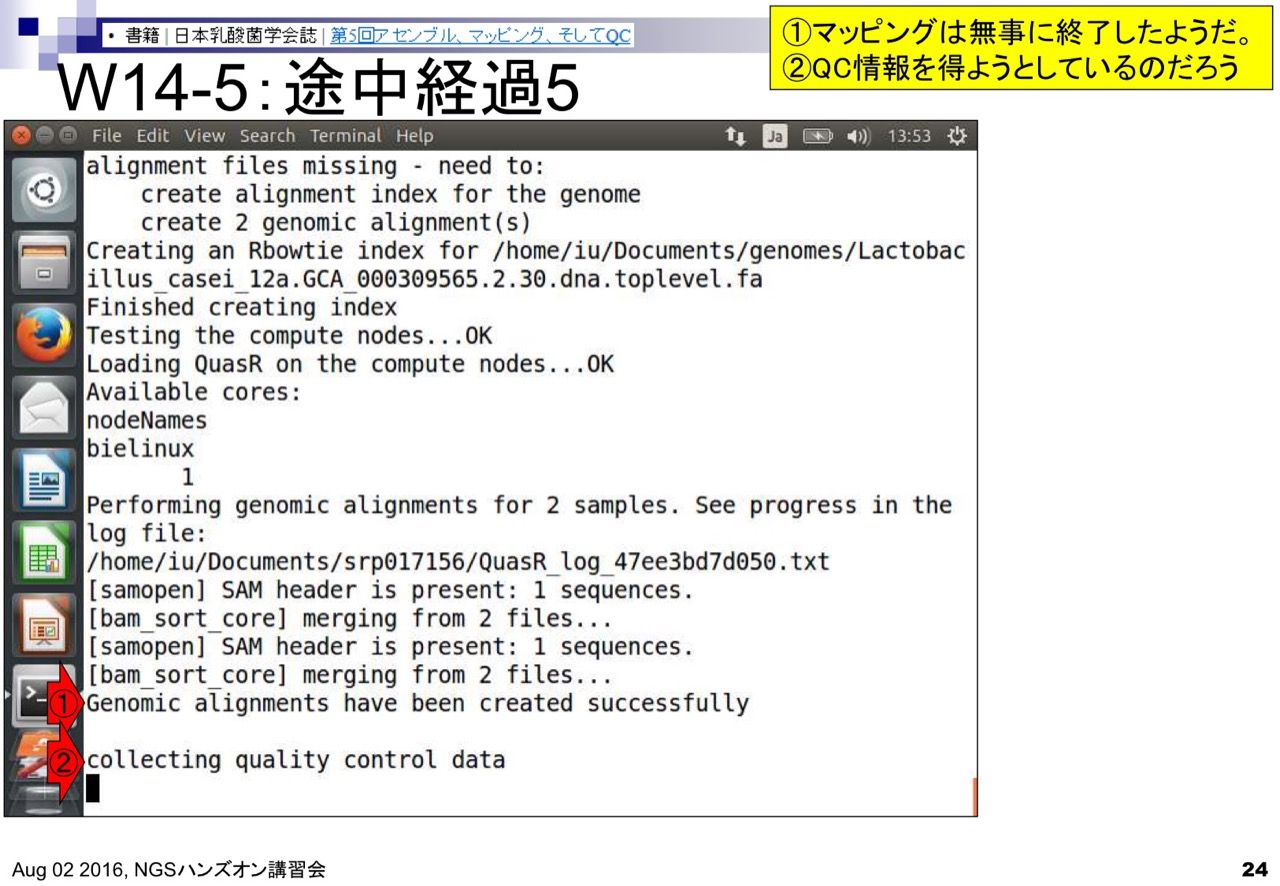 • 書籍 | 日本乳酸菌学会誌 | 第5回アセンブル、マッピング、そしてQC
①マッピングは無事に終了したようだ。
②QC情報を得ようとしているのだろう
W14-5：途中経過5
File Edit View Search Terminal Help
Ja
13:53
alignment files missing - need to:
create alignment index for the genome
create 2 genomic alignment(s)
Creating an Rbowtie index for /home/iu/Documents/genomes/Lactobac
illus_casei_12a.GCA_000309565.2.30.dna.toplevel.fa
Finished creating index
Testing the compute nodes...OK
Loading QuasR on the compute nodes...OK
Available cores:
nodeNames
bielinux
1
Performing genomic alignments for 2 samples. See progress in the
log file:
/home/iu/Documents/srp017156/QuasR_log_47ee3bd7d050.txt
[samopen] SAM header is present: 1 sequences.
[bam_sort_core] merging from 2 files...
[samopen] SAM header is present: 1 sequences.
[bam_sort_core] merging from 2 files...
① Genomic alignments have been created successfully
② collecting quality control data
Aug 02 2016, NGSハンズオン講習会
24